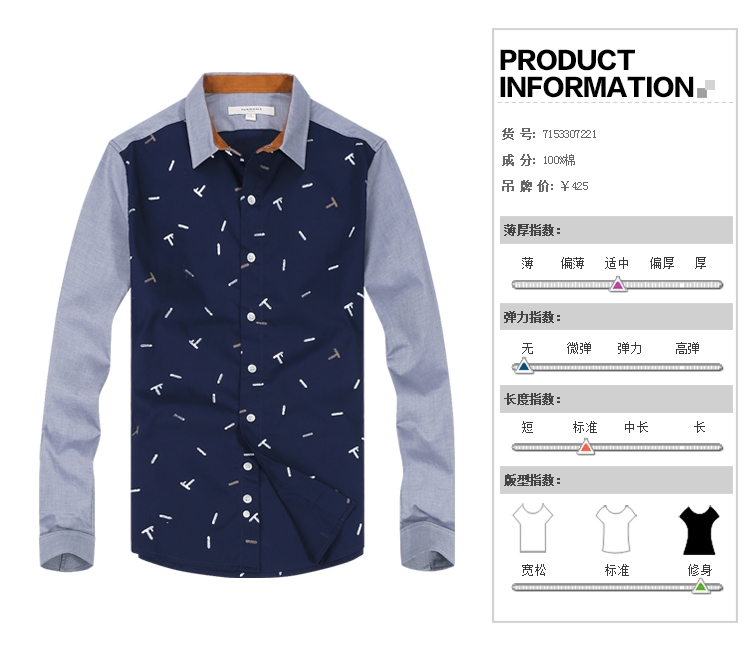 PRODUCT
INFORMATION
货 号: 7153307221
成 分: 100%棉
吊 牌 价: ￥425
薄厚指数:
薄 偏薄 适中 偏厚 厚
弹力指数:
无 微弹 弹力 高弹
长度指数:
短 标准 中长 长
版型指数:
宽松 标准 修身